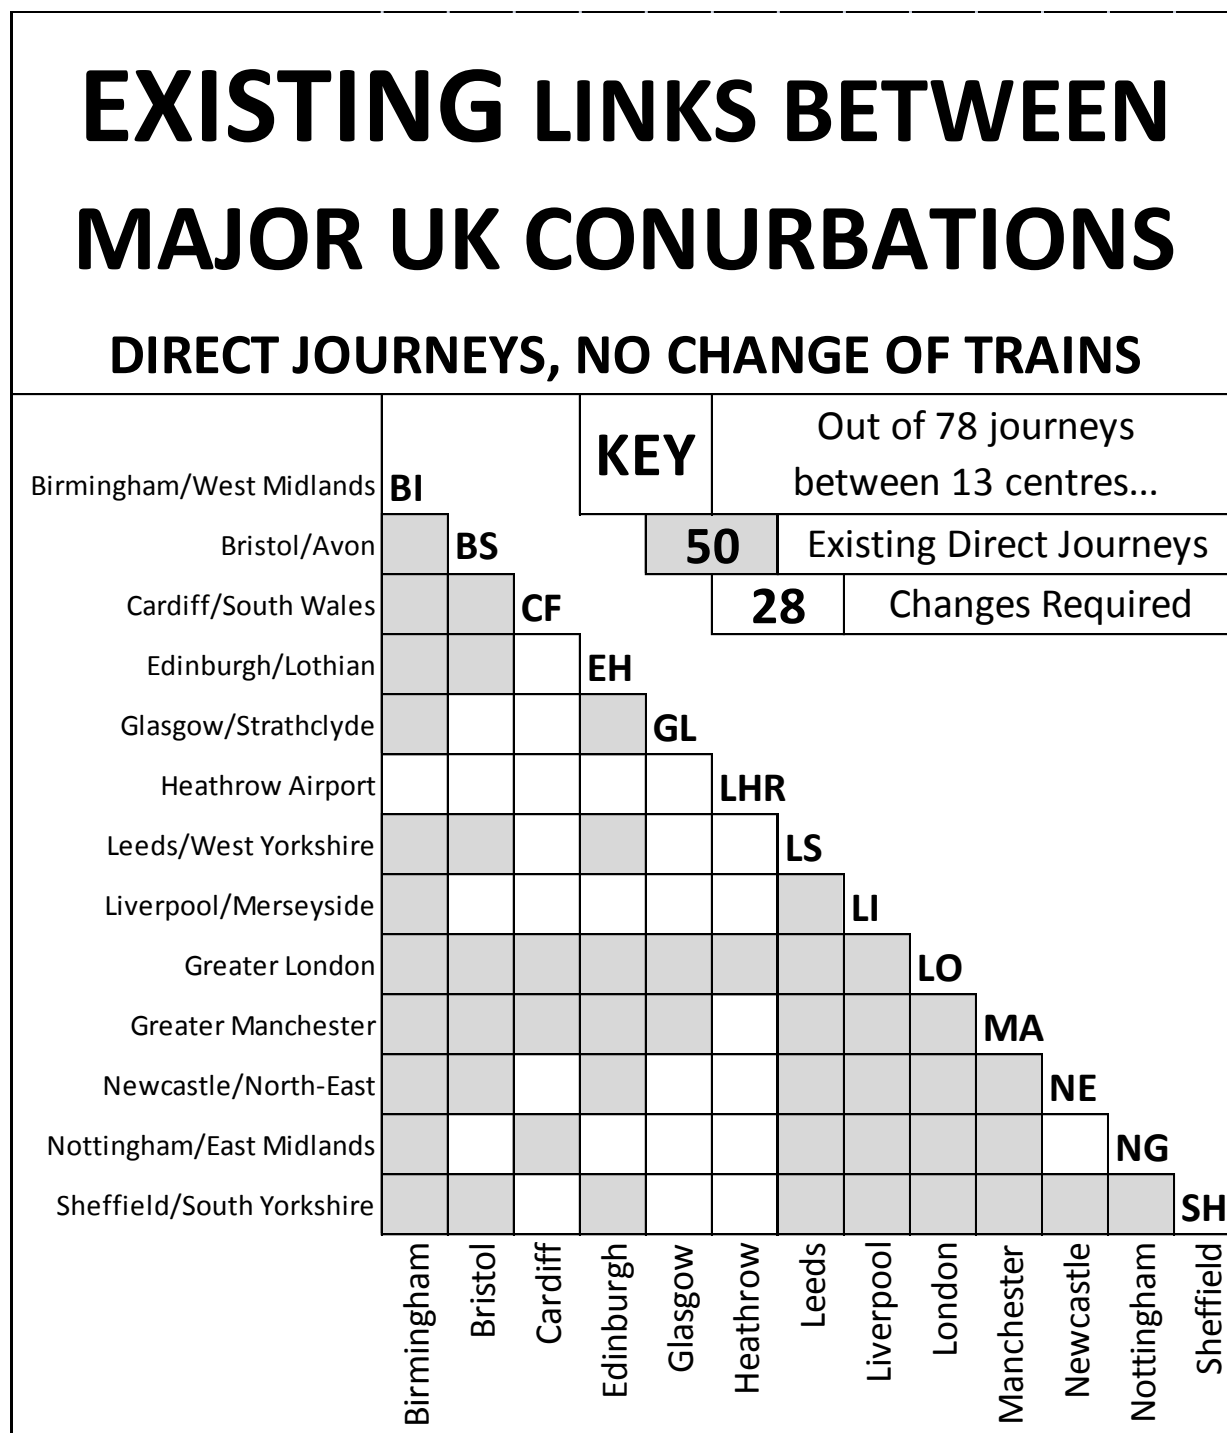 EXISTING LINKS BETWEEN
MAJOR UK CONURBATIONS
DIRECT JOURNEYS, NO CHANGE OF TRAINS
KEY
Out of 78 journeys
between 13 centres...
Birmingham/West Midlands BI
Bristol/Avon BS
50 Existing Direct Journeys
Cardiff/South Wales CF
28 Changes Required
Edinburgh/Lothian EH
Glasgow/Strathclyde GL
Heathrow Airport LHR
Leeds/West Yorkshire LS
Liverpool/Merseyside LI
Greater London LO
Greater Manchester MA
Newcastle/North-East NE
Nottingham/East Midlands NG
Sheffield/South Yorkshire SH
Birmingham
Bristol
Cardiff
Edinburgh
Glasgow
Heathrow
Leeds
Liverpool
London
Manchester
Newcastle
Nottingham
Sheffield